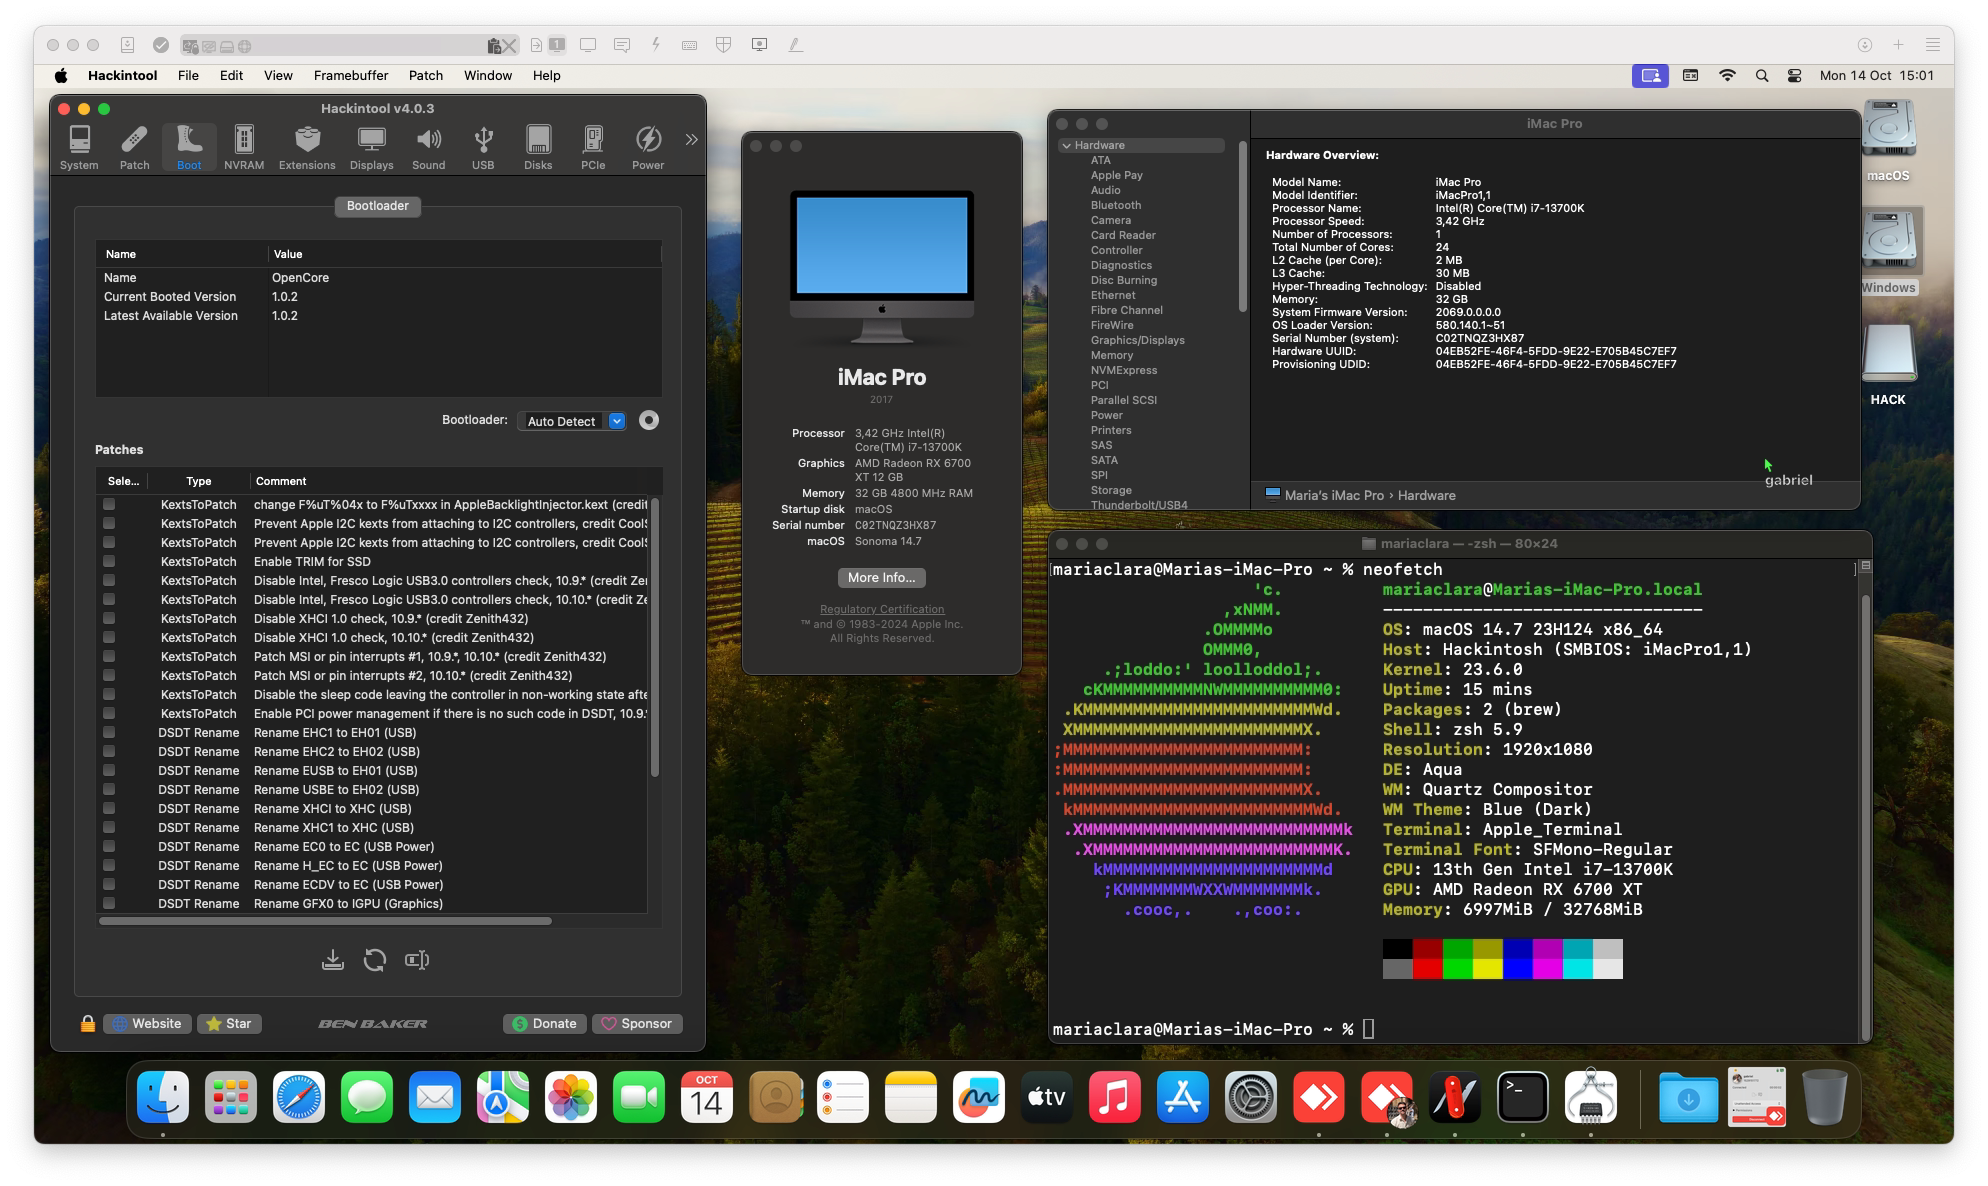 1
Hackintool File Edit View Framebuffer Patch Window Help
Mon 14 Oct 15:01
Hackintool v4.0.3
System Patch Boot NVRAM Extensions Displays Sound USB Disks PCIe Power
Bootloader
Name Value
Name OpenCore
Current Booted Version 1.0.2
Latest Available Version 1.0.2
Bootloader: Auto Detect
Patches
Sele... Type Comment
KextsToPatch change F%uT%04x to F%uTxxxx in AppleBacklightInjector.kext (credit
KextsToPatch Prevent Apple I2C kexts from attaching to I2C controllers, credit CoolS
KextsToPatch Prevent Apple I2C kexts from attaching to I2C controllers, credit CoolS
KextsToPatch Enable TRIM for SSD
KextsToPatch Disable Intel, Fresco Logic USB3.0 controllers check, 10.9.* (credit Zen
KextsToPatch Disable Intel, Fresco Logic USB3.0 controllers check, 10.10.* (credit Ze
KextsToPatch Disable XHCI 1.0 check, 10.9.* (credit Zenith432)
KextsToPatch Disable XHCI 1.0 check, 10.10.* (credit Zenith432)
KextsToPatch Patch MSI or pin interrupts #1, 10.9.*, 10.10.* (credit Zenith432)
KextsToPatch Patch MSI or pin interrupts #2, 10.10.* (credit Zenith432)
KextsToPatch Disable the sleep code leaving the controller in non-working state afte
KextsToPatch Enable PCI power management if there is no such code in DSDT, 10.9.*
DSDT Rename Rename EHC1 to EH01 (USB)
DSDT Rename Rename EHC2 to EH02 (USB)
DSDT Rename Rename EUSB to EH01 (USB)
DSDT Rename Rename USBE to EH02 (USB)
DSDT Rename Rename XHCI to XHC (USB)
DSDT Rename Rename XHC1 to XHC (USB)
DSDT Rename Rename EC0 to EC (USB Power)
DSDT Rename Rename H_EC to EC (USB Power)
DSDT Rename Rename ECDV to EC (USB Power)
DSDT Rename Rename GFX0 to IGPU (Graphics)
Website Star BEN BAKER Donate Sponsor
iMac Pro
2017
Processor 3,42 GHz Intel(R)
Core(TM) i7-13700K
Graphics AMD Radeon RX 6700
XT 12 GB
Memory 32 GB 4800 MHz RAM
Startup disk macOS
Serial number C02TNQZ3HX87
macOS Sonoma 14.7
More Info...
Regulatory Certification
™ and © 1983-2024 Apple Inc.
All Rights Reserved.
iMac Pro
Hardware
ATA
Apple Pay
Audio
Bluetooth
Camera
Card Reader
Controller
Diagnostics
Disc Burning
Ethernet
Fibre Channel
FireWire
Graphics/Displays
Memory
NVMExpress
PCI
Parallel SCSI
Power
Printers
SAS
SATA
SPI
Storage
Thunderbolt/USB4
Hardware Overview:
Model Name: iMac Pro
Model Identifier: iMacPro1,1
Processor Name: Intel(R) Core(TM) i7-13700K
Processor Speed: 3,42 GHz
Number of Processors: 1
Total Number of Cores: 24
L2 Cache (per Core): 2 MB
L3 Cache: 30 MB
Hyper-Threading Technology: Disabled
Memory: 32 GB
System Firmware Version: 2069.0.0.0.0
OS Loader Version: 580.140.1~51
Serial Number (system): C02TNQZ3HX87
Hardware UUID: 04EB52FE-46F4-5FDD-9E22-E705B45C7EF7
Provisioning UDID: 04EB52FE-46F4-5FDD-9E22-E705B45C7EF7
gabriel
Maria's iMac Pro › Hardware
macOS
Windows
HACK
mariaclara — -zsh — 80×24
[mariaclara@Marias-iMac-Pro ~ % neofetch ]
'c. mariaclara@Marias-iMac-Pro.local
,xNMM. --------------------------------
.OMMMMo OS: macOS 14.7 23H124 x86_64
OMMM0, Host: Hackintosh (SMBIOS: iMacPro1,1)
.;loddo:' loolloddol;. Kernel: 23.6.0
cKMMMMMMMMMMNWMMMMMMMMMM0: Uptime: 15 mins
.KMMMMMMMMMMMMMMMMMMMMMMMWd. Packages: 2 (brew)
XMMMMMMMMMMMMMMMMMMMMMMMX. Shell: zsh 5.9
;MMMMMMMMMMMMMMMMMMMMMMMM: Resolution: 1920x1080
:MMMMMMMMMMMMMMMMMMMMMMMM: DE: Aqua
.MMMMMMMMMMMMMMMMMMMMMMMMX. WM: Quartz Compositor
kMMMMMMMMMMMMMMMMMMMMMMMMWd. WM Theme: Blue (Dark)
.XMMMMMMMMMMMMMMMMMMMMMMMMMMk Terminal: Apple_Terminal
.XMMMMMMMMMMMMMMMMMMMMMMMMK. Terminal Font: SFMono-Regular
kMMMMMMMMMMMMMMMMMMMMMMd CPU: 13th Gen Intel i7-13700K
;KMMMMMMMWXXWMMMMMMMk. GPU: AMD Radeon RX 6700 XT
.cooc,. .,coo:. Memory: 6997MiB / 32768MiB
mariaclara@Marias-iMac-Pro ~ %
OCT
14
tv
>_